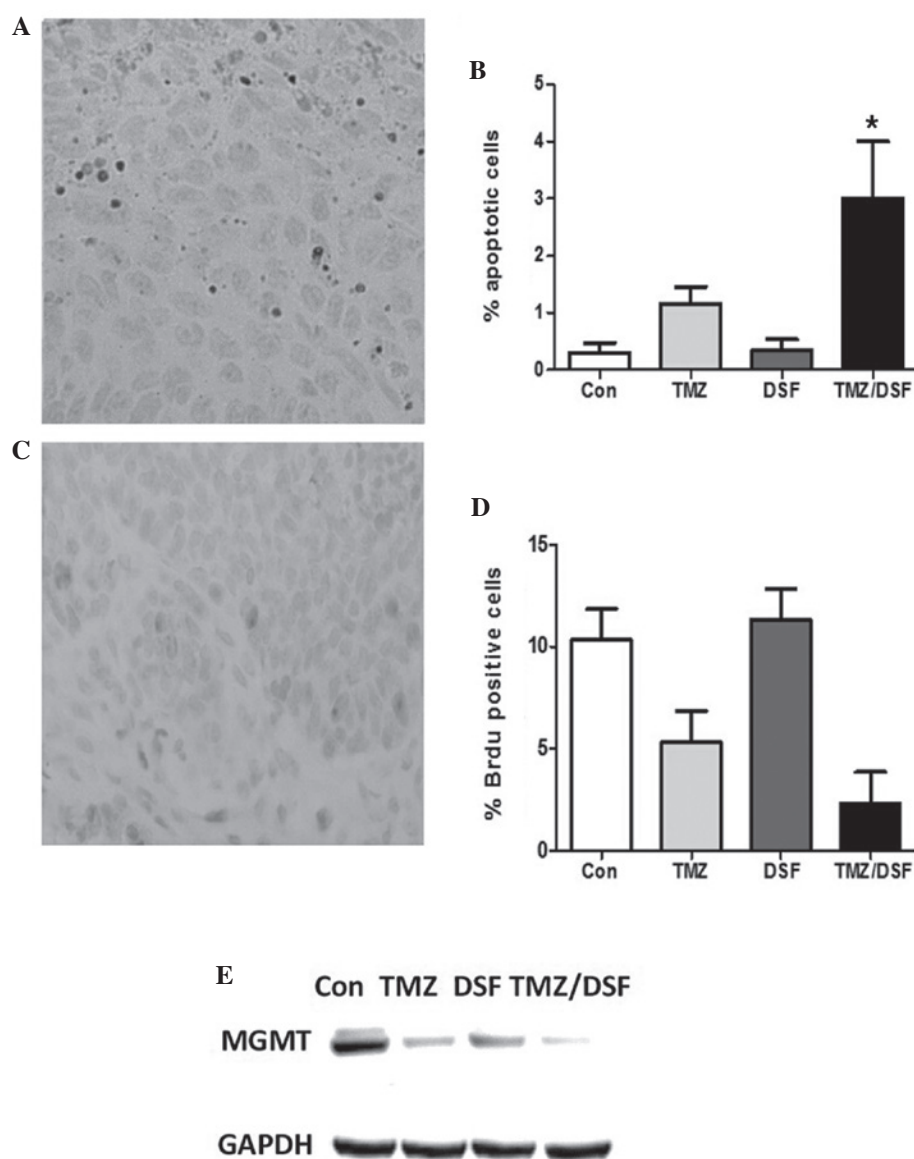 A
B
% apoptotic cells
5
4
3
2
1
0
*
Con TMZ DSF TMZ/DSF
C
D
% Brdu positive cells
15
10
5
0
Con TMZ DSF TMZ/DSF
E
Con TMZ DSF TMZ/DSF
MGMT
GAPDH